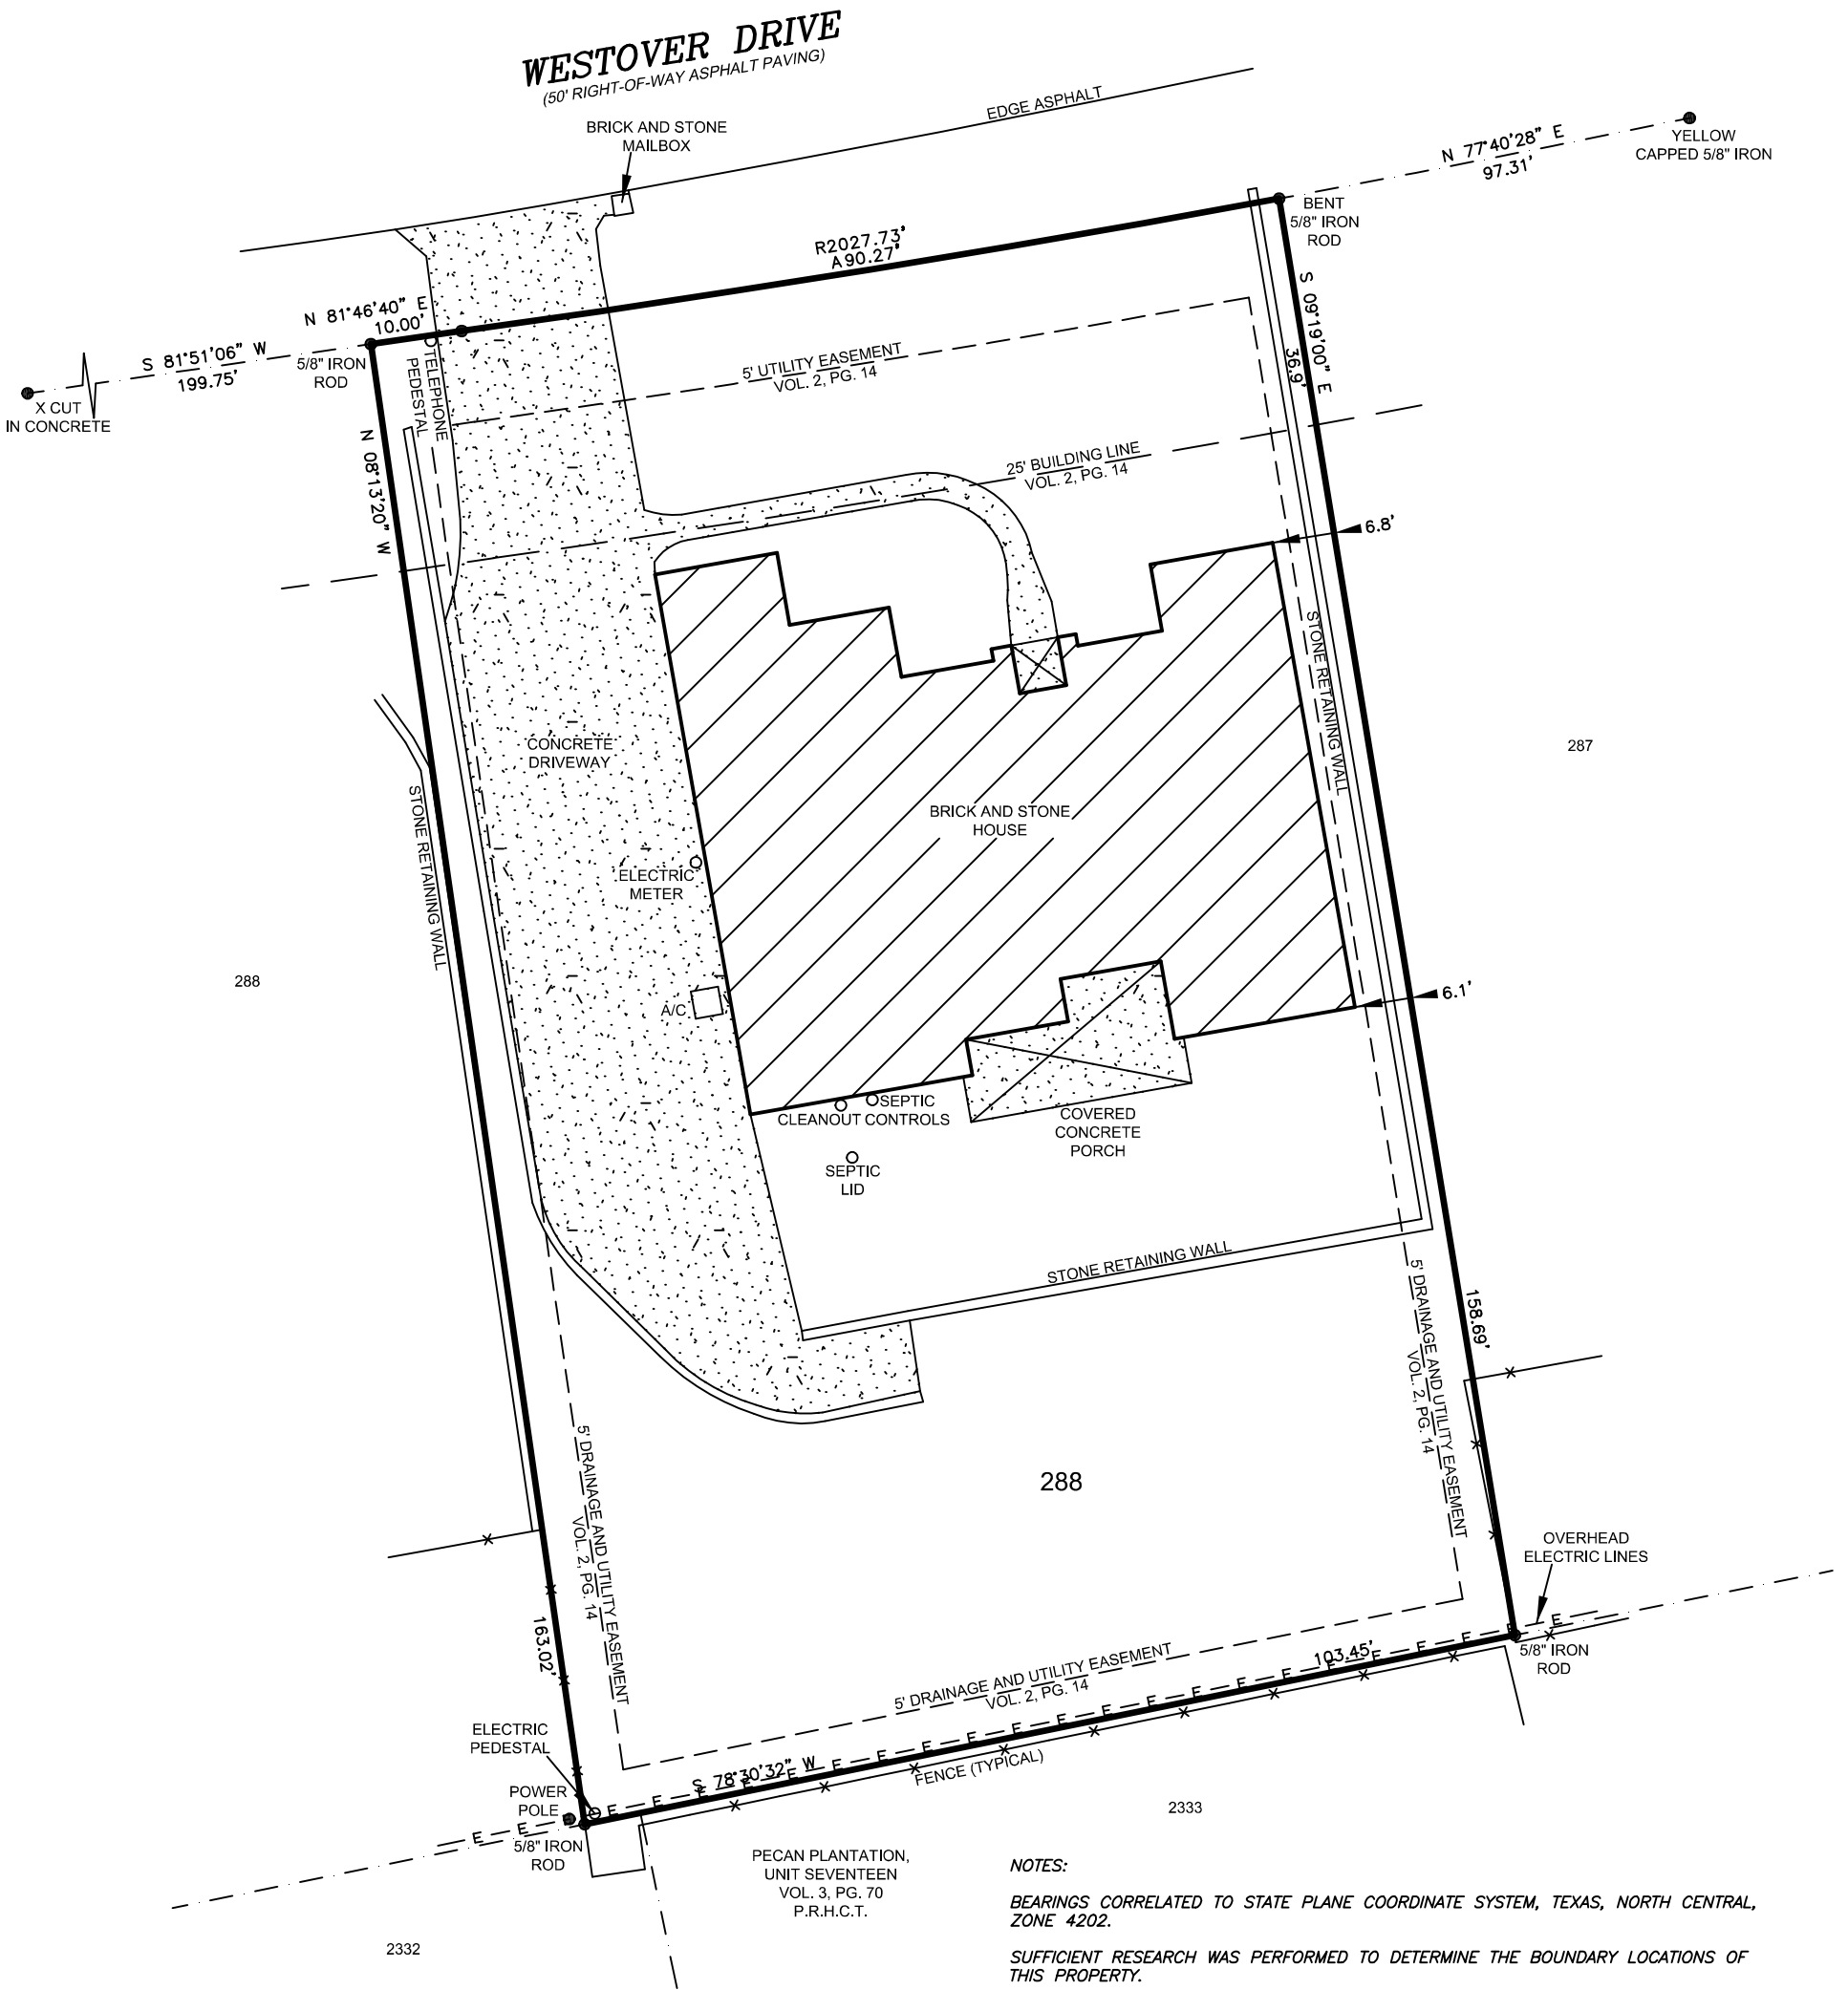 WESTOVER DRIVE
(50' RIGHT-OF-WAY ASPHALT PAVING)
EDGE ASPHALT
BRICK AND STONE
MAILBOX
N 77°40'28" E
97.31'
YELLOW
CAPPED 5/8" IRON
BENT
5/8" IRON
ROD
R2027.73'
A 90.27'
N 81°46'40" E
10.00'
S 81°51'06" W
199.75'
5/8" IRON
ROD
X CUT
IN CONCRETE
TELEPHONE
PEDESTAL
S 09°19'00" E
36.9'
5' UTILITY EASEMENT
VOL. 2, PG. 14
N 08°13'20" W
25' BUILDING LINE
VOL. 2, PG. 14
6.8'
STONE RETAINING WALL
287
CONCRETE
DRIVEWAY
BRICK AND STONE
HOUSE
STONE RETAINING WALL
ELECTRIC
METER
288
A/C
6.1'
SEPTIC
CLEANOUT CONTROLS
COVERED
CONCRETE
PORCH
SEPTIC
LID
STONE RETAINING WALL
158.69'
5' DRAINAGE AND UTILITY EASEMENT
VOL. 2, PG. 14
5' DRAINAGE AND UTILITY EASEMENT
VOL. 2, PG. 14
288
OVERHEAD
ELECTRIC LINES
163.02'
5' DRAINAGE AND UTILITY EASEMENT
VOL. 2, PG. 14
103.45'
5/8" IRON
ROD
ELECTRIC
PEDESTAL
S 78°30'32" W
E E E E E E E E E E E E E E E E E E E E E E E E
FENCE (TYPICAL)
POWER
POLE
5/8" IRON
ROD
2333
PECAN PLANTATION,
UNIT SEVENTEEN
VOL. 3, PG. 70
P.R.H.C.T.
2332
NOTES:
BEARINGS CORRELATED TO STATE PLANE COORDINATE SYSTEM, TEXAS, NORTH CENTRAL,
ZONE 4202.
SUFFICIENT RESEARCH WAS PERFORMED TO DETERMINE THE BOUNDARY LOCATIONS OF
THIS PROPERTY.